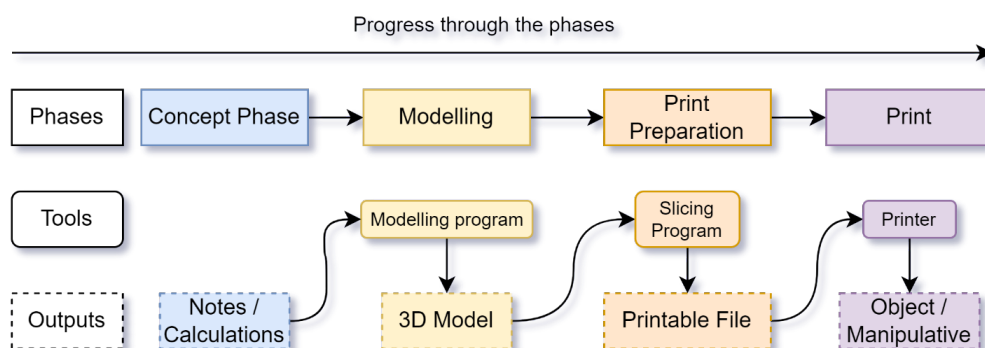 Progress through the phases
Phases
Concept Phase
Modelling
Print
Preparation
Print
Tools
Modelling program
Slicing
Program
Printer
Outputs
Notes /
Calculations
3D Model
Printable File
Object /
Manipulative